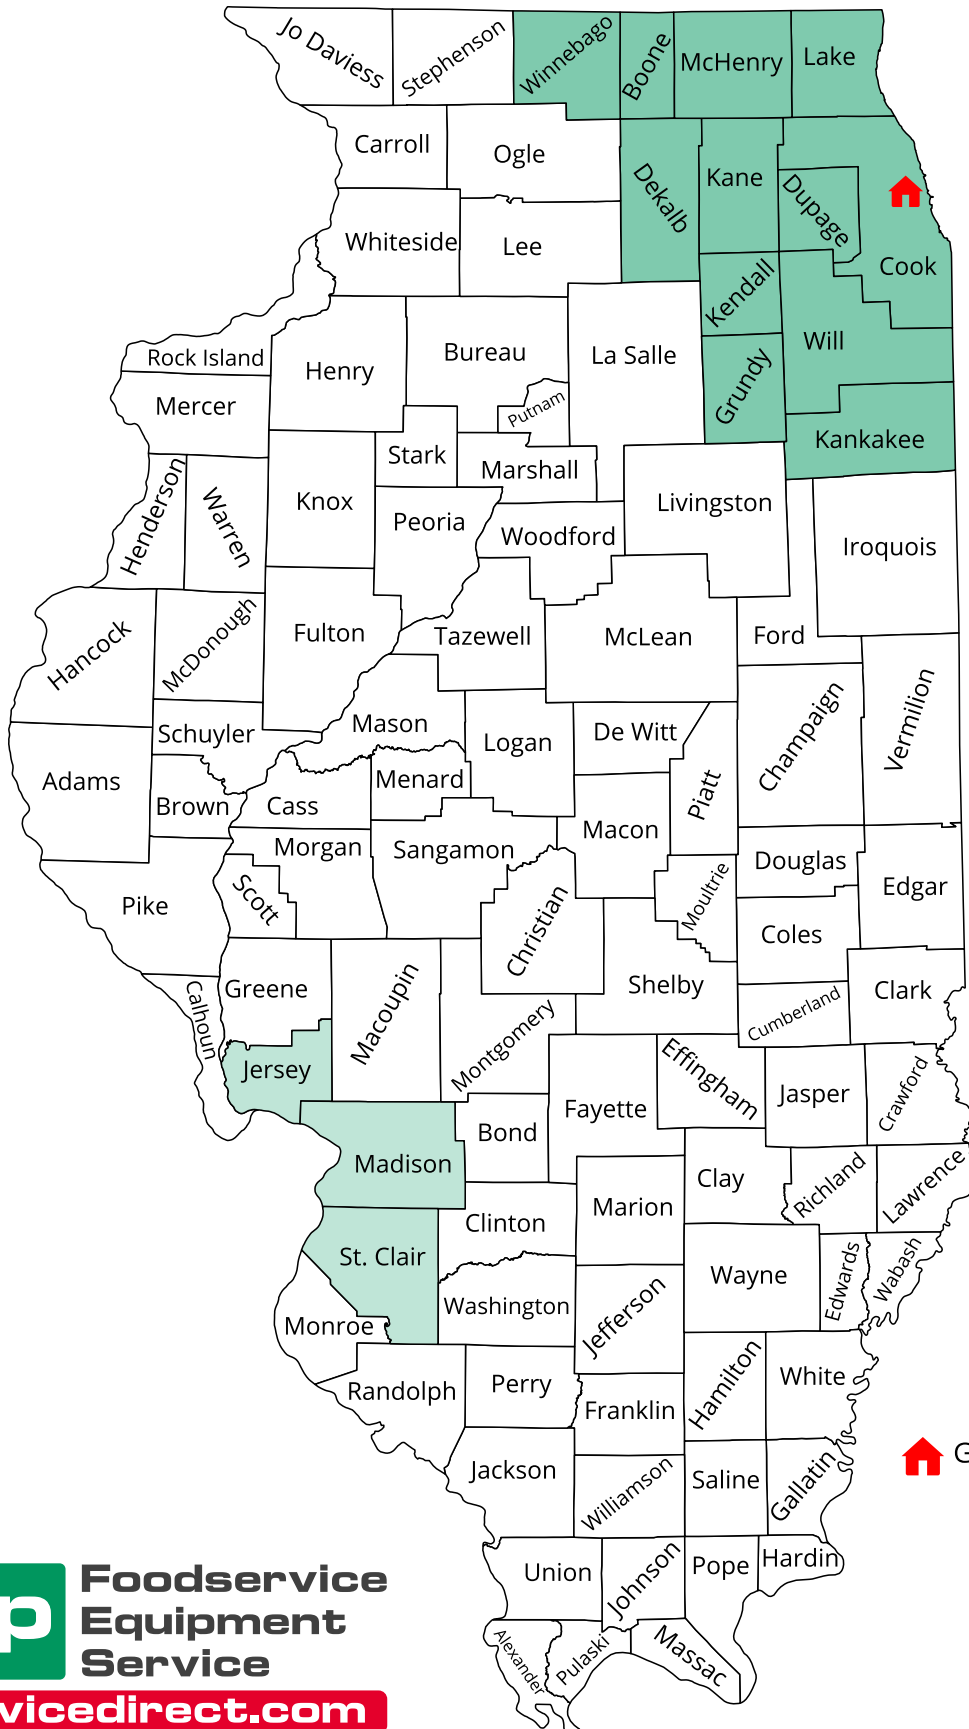 Jo Daviess
Stephenson
Winnebago
Boone
McHenry
Lake
Carroll
Ogle
Dekalb
Kane
Dupage
Cook
Whiteside
Lee
Kendall
Will
Rock Island
Henry
Bureau
La Salle
Grundy
Mercer
Putnam
Kankakee
Stark
Marshall
Henderson
Warren
Knox
Peoria
Woodford
Livingston
Iroquois
Hancock
McDonough
Fulton
Tazewell
McLean
Ford
Schuyler
Mason
Logan
De Witt
Champaign
Vermilion
Adams
Brown
Cass
Menard
Piatt
Macon
Morgan
Sangamon
Douglas
Edgar
Pike
Scott
Christian
Moultrie
Coles
Greene
Macoupin
Shelby
Clark
Calhoun
Montgomery
Cumberland
Jersey
Effingham
Fayette
Jasper
Crawford
Bond
Madison
Clay
Richland
Lawrence
Marion
Clinton
St. Clair
Wayne
Edwards
Wabash
Washington
Jefferson
Monroe
Randolph
Perry
Franklin
Hamilton
White
Jackson
Williamson
Saline
Gallatin
G
Union
Johnson
Pope
Hardin
Alexander
Pulaski
Massac
p
Foodservice
Equipment
Service
vicedirect.com